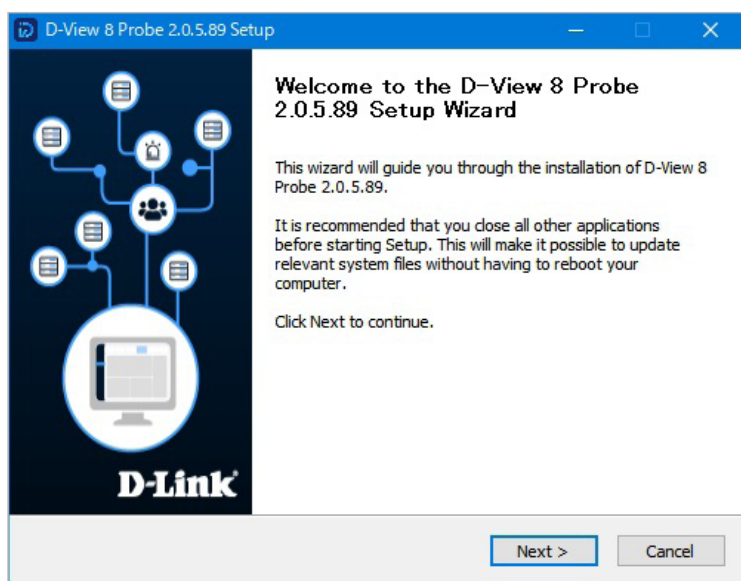 D-View 8 Probe 2.0.5.89 Setup
Welcome to the D-View 8 Probe
2.0.5.89 Setup Wizard
This wizard will guide you through the installation of D-View 8
Probe 2.0.5.89.
It is recommended that you close all other applications
before starting Setup. This will make it possible to update
relevant system files without having to reboot your
computer.
Click Next to continue.
D-Link
Next >
Cancel